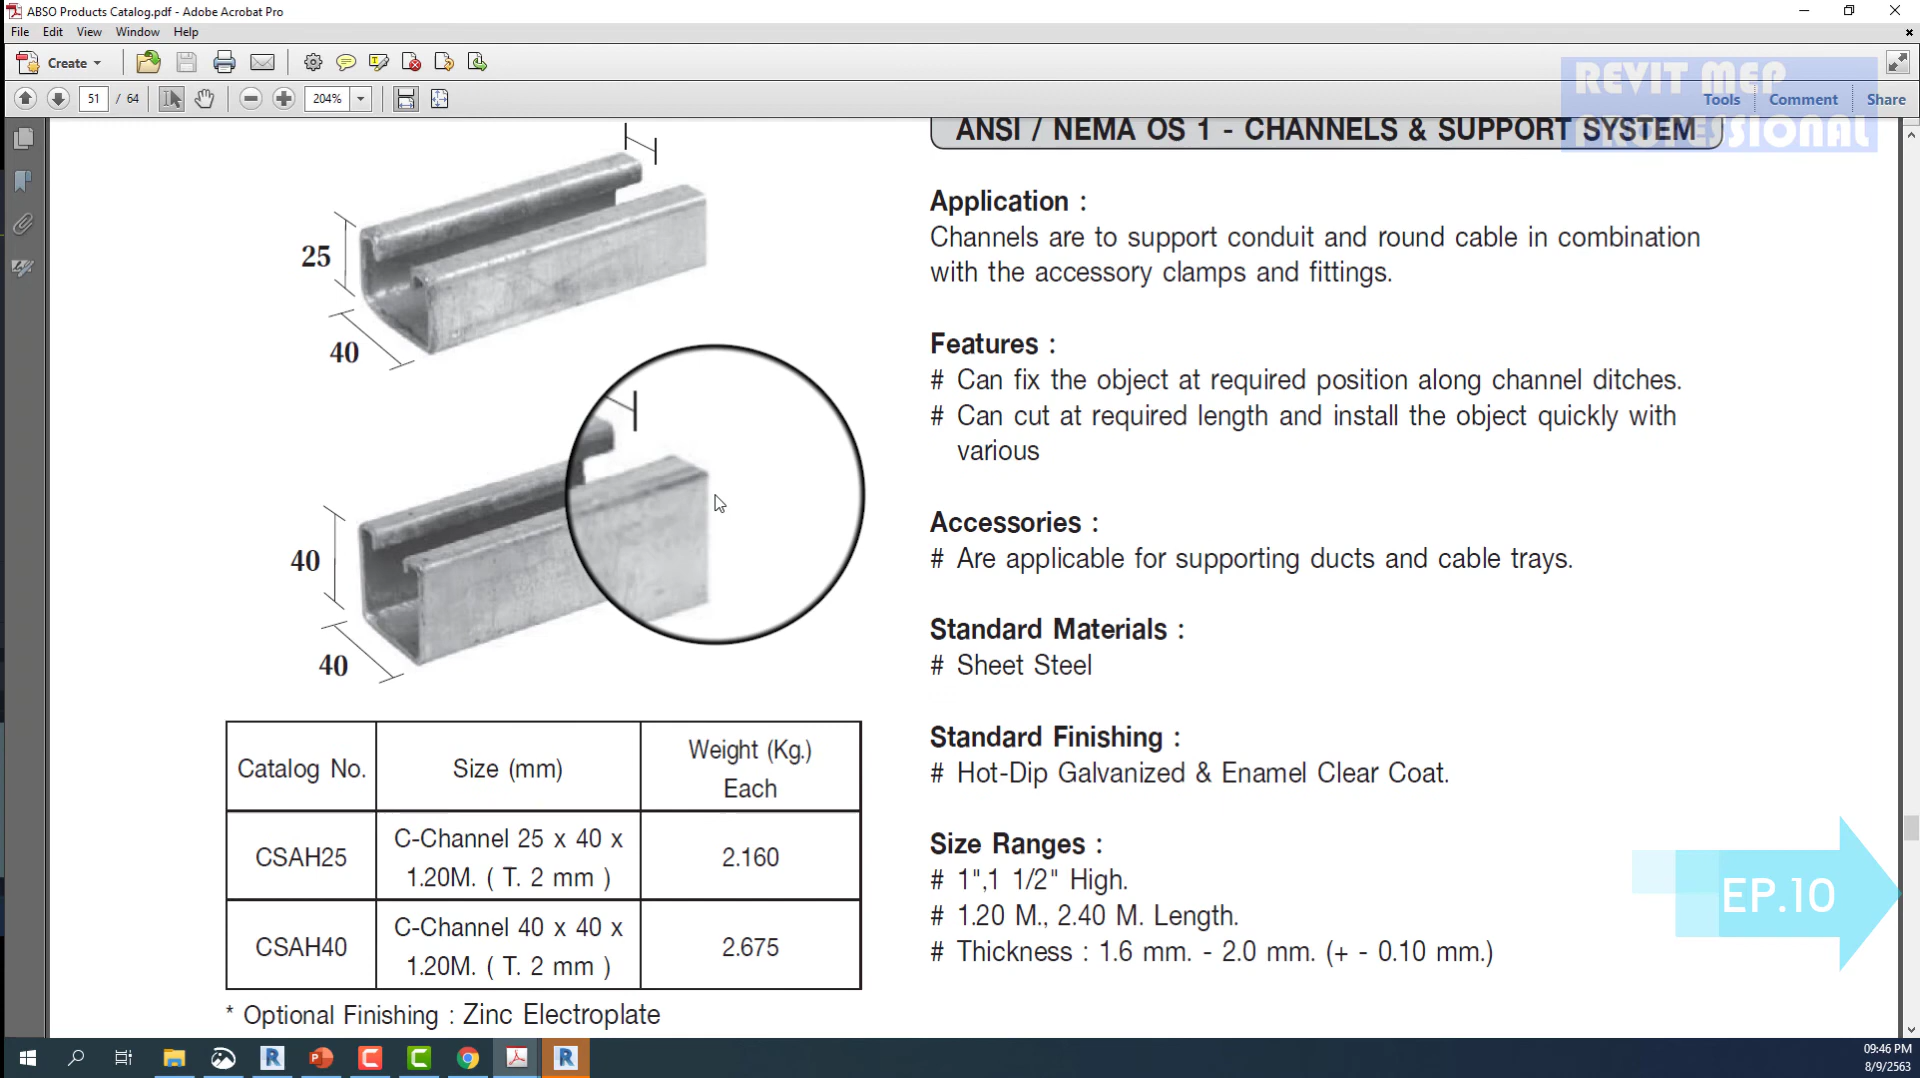 ABSO Products Catalog.pdf - Adobe Acrobat Pro
File Edit View Window Help
Create
51 / 64 204%
Tools Comment Share
REVIT MEP
PROFESSIONAL
ANSI / NEMA OS 1 - CHANNELS & SUPPORT SYSTEM
25
40
40
40
Application :
Channels are to support conduit and round cable in combination
with the accessory clamps and fittings.
Features :
# Can fix the object at required position along channel ditches.
# Can cut at required length and install the object quickly with
various
Accessories :
# Are applicable for supporting ducts and cable trays.
Standard Materials :
# Sheet Steel
Standard Finishing :
# Hot-Dip Galvanized & Enamel Clear Coat.
Size Ranges :
# 1",1 1/2" High.
# 1.20 M., 2.40 M. Length.
# Thickness : 1.6 mm. - 2.0 mm. (+ - 0.10 mm.)
Catalog No. Size (mm) Weight (Kg.)
Each
CSAH25 C-Channel 25 x 40 x
1.20M. ( T. 2 mm ) 2.160
CSAH40 C-Channel 40 x 40 x
1.20M. ( T. 2 mm ) 2.675
* Optional Finishing : Zinc Electroplate
EP.10
09:46 PM
8/9/2563